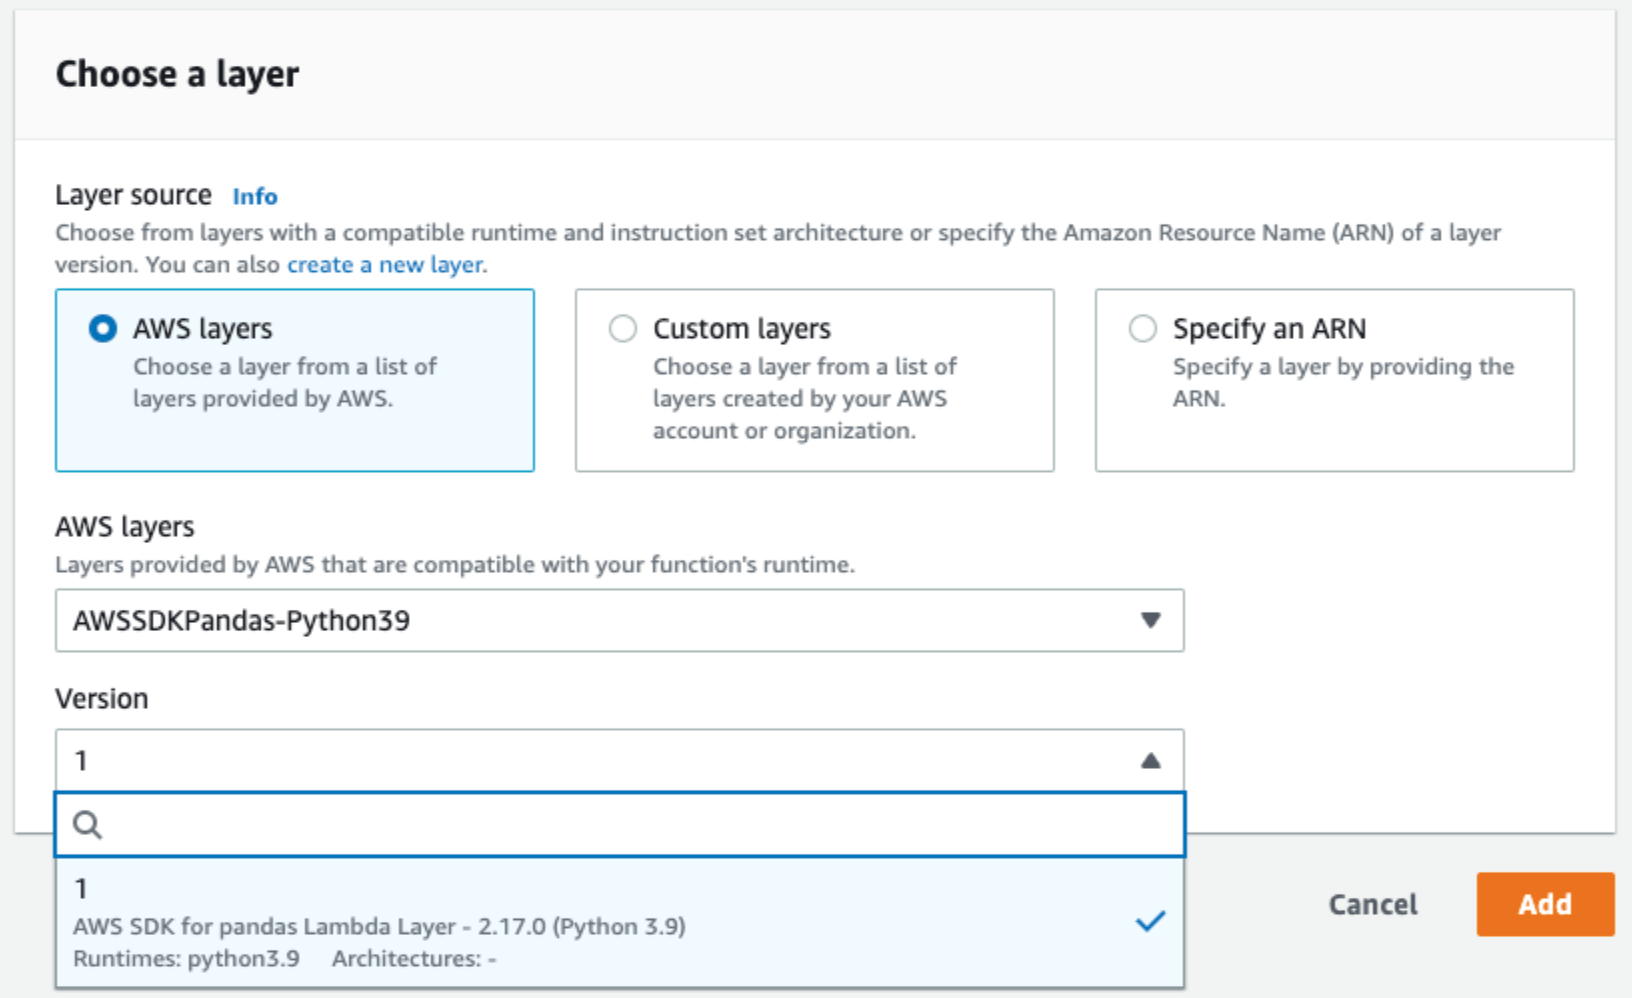 Choose a layer
Layer source Info
Choose from layers with a compatible runtime and instruction set architecture or specify the Amazon Resource Name (ARN) of a layer
version. You can also create a new layer.
AWS layers
Choose a layer from a list of
layers provided by AWS.
Custom layers
Choose a layer from a list of
layers created by your AWS
account or organization.
Specify an ARN
Specify a layer by providing the
ARN.
AWS layers
Layers provided by AWS that are compatible with your function's runtime.
AWSSDKPandas-Python39
Version
1
1
AWS SDK for pandas Lambda Layer - 2.17.0 (Python 3.9)
Runtimes: python3.9 Architectures: -
Cancel Add